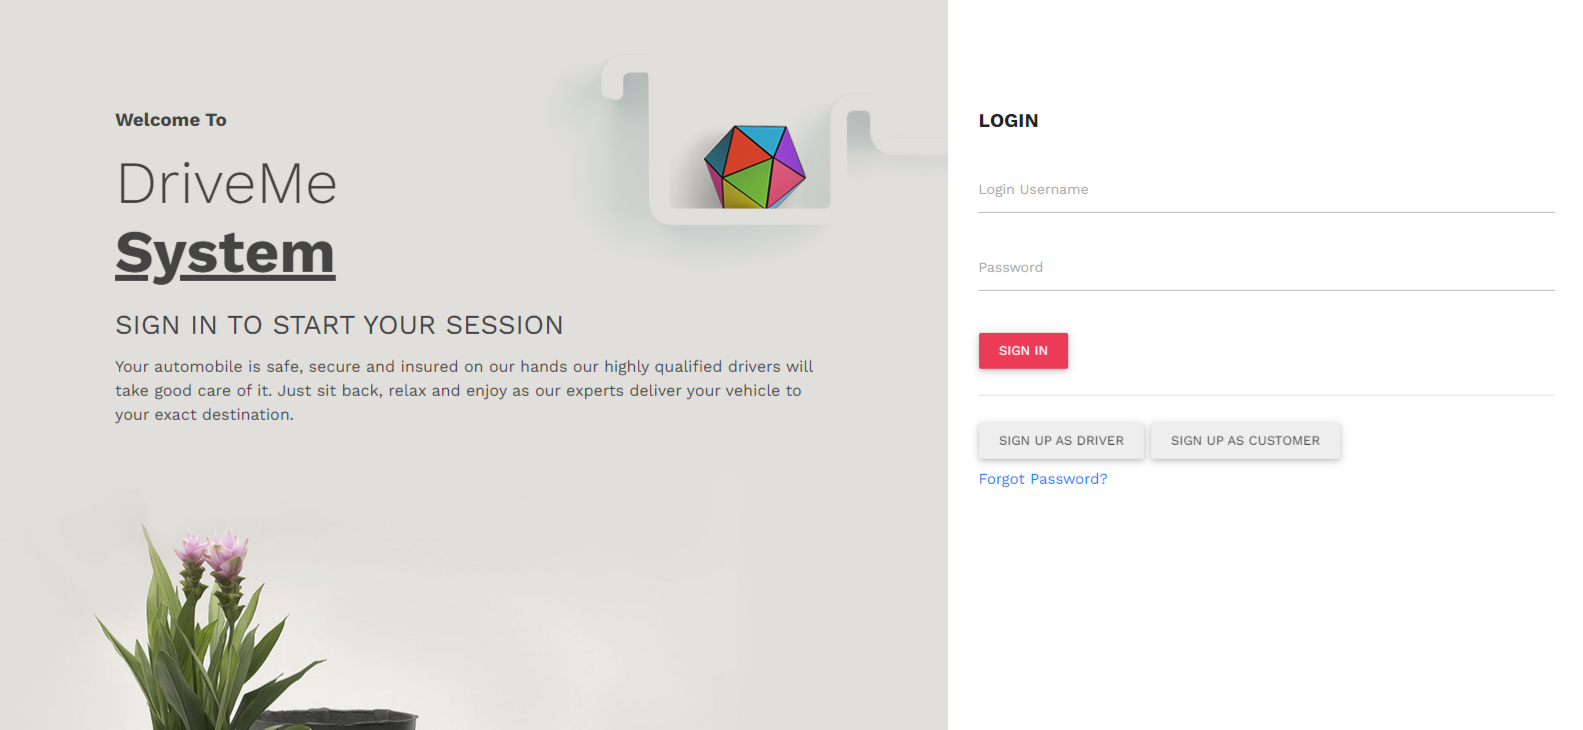 Welcome To
DriveMe
System
SIGN IN TO START YOUR SESSION
Your automobile is safe, secure and insured on our hands our highly qualified drivers will
take good care of it. Just sit back, relax and enjoy as our experts deliver your vehicle to
your exact destination.
LOGIN
Login Username
Password
SIGN IN
SIGN UP AS DRIVER SIGN UP AS CUSTOMER
Forgot Password?